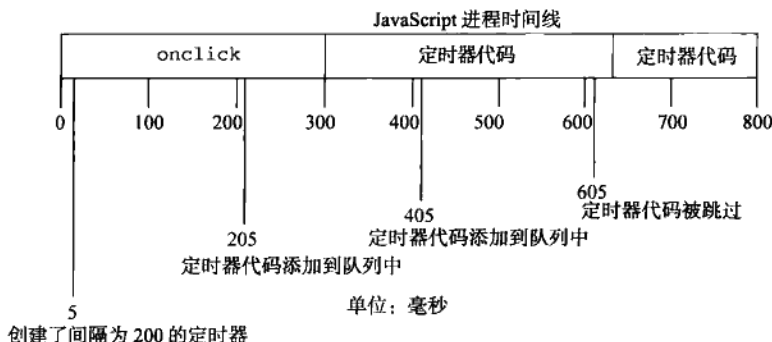 JavaScript 进程时间线
onclick 定时器代码 定时器代码
0 100 200 300 400 500 600 700 800
605
定时器代码被跳过
405
定时器代码添加到队列中
205
定时器代码添加到队列中
5
创建了间隔为 200 的定时器
单位：毫秒